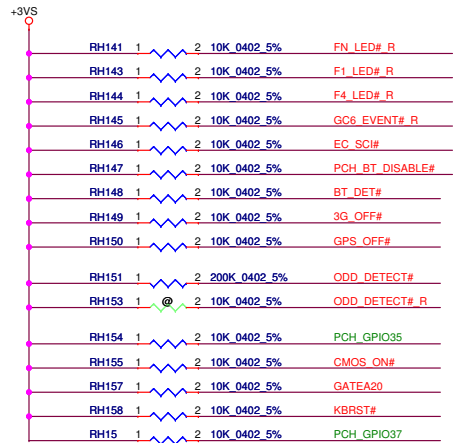 +3VS
RH141 1 2 10K_0402_5% FN_LED#_R
RH143 1 2 10K_0402_5% F1_LED#_R
RH144 1 2 10K_0402_5% F4_LED#_R
RH145 1 2 10K_0402_5% GC6_EVENT#_R
RH146 1 2 10K_0402_5% EC_SCI#
RH147 1 2 10K_0402_5% PCH_BT_DISABLE#
RH148 1 2 10K_0402_5% BT_DET#
RH149 1 2 10K_0402_5% 3G_OFF#
RH150 1 2 10K_0402_5% GPS_OFF#
RH151 1 2 200K_0402_5% ODD_DETECT#
RH153 1 @ 2 10K_0402_5% ODD_DETECT#_R
RH154 1 2 10K_0402_5% PCH_GPIO35
RH155 1 2 10K_0402_5% CMOS_ON#
RH157 1 2 10K_0402_5% GATEA20
RH158 1 2 10K_0402_5% KBRST#
RH15 1 2 10K_0402_5% PCH_GPIO37